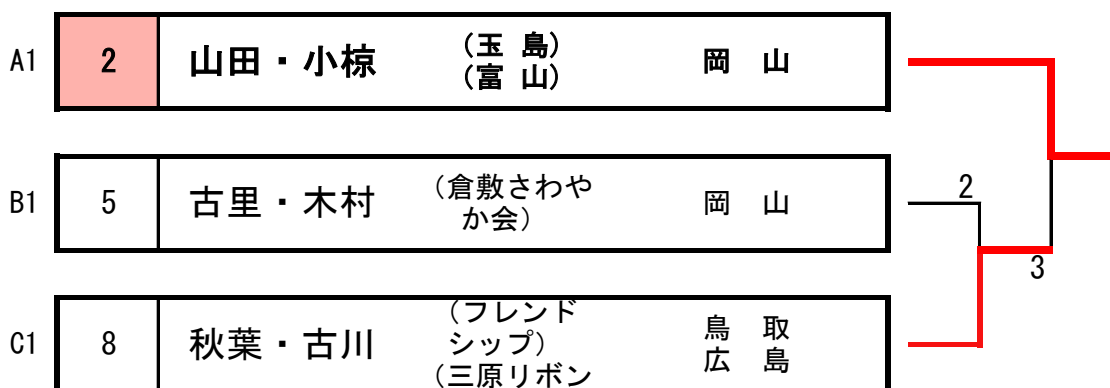 A1 2 山田・小椋 (玉 島) 岡 山
(富 山)
B1 5 古里・木村 (倉敷さわや 岡 山
か会)
2
3
C1 8 秋葉・古川 (フレンド 鳥 取
シップ) 広 島
(三原リボン